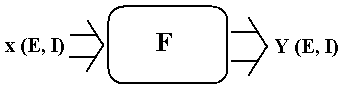 x (E, I) F Y (E, I)